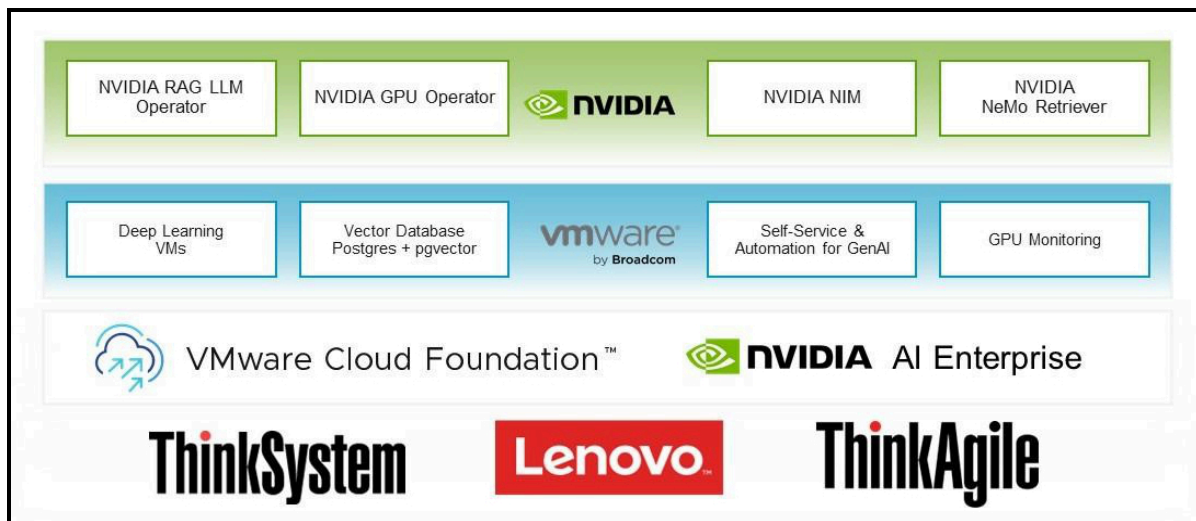 NVIDIA RAG LLM
Operator
NVIDIA GPU Operator
NVIDIA
NVIDIA NIM
NVIDIA
NeMo Retriever
Deep Learning
VMs
Vector Database
Postgres + pgvector
vmware®
by Broadcom
Self-Service &
Automation for GenAI
GPU Monitoring
VMware Cloud Foundation™
NVIDIA AI Enterprise
ThinkSystem
Lenovo™
ThinkAgile